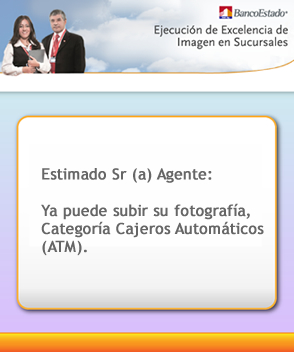 BancoEstado
Ejecución de Excelencia de
Imagen en Sucursales
Estimado Sr (a) Agente:
Ya puede subir su fotografía,
Categoría Cajeros Automáticos
(ATM).